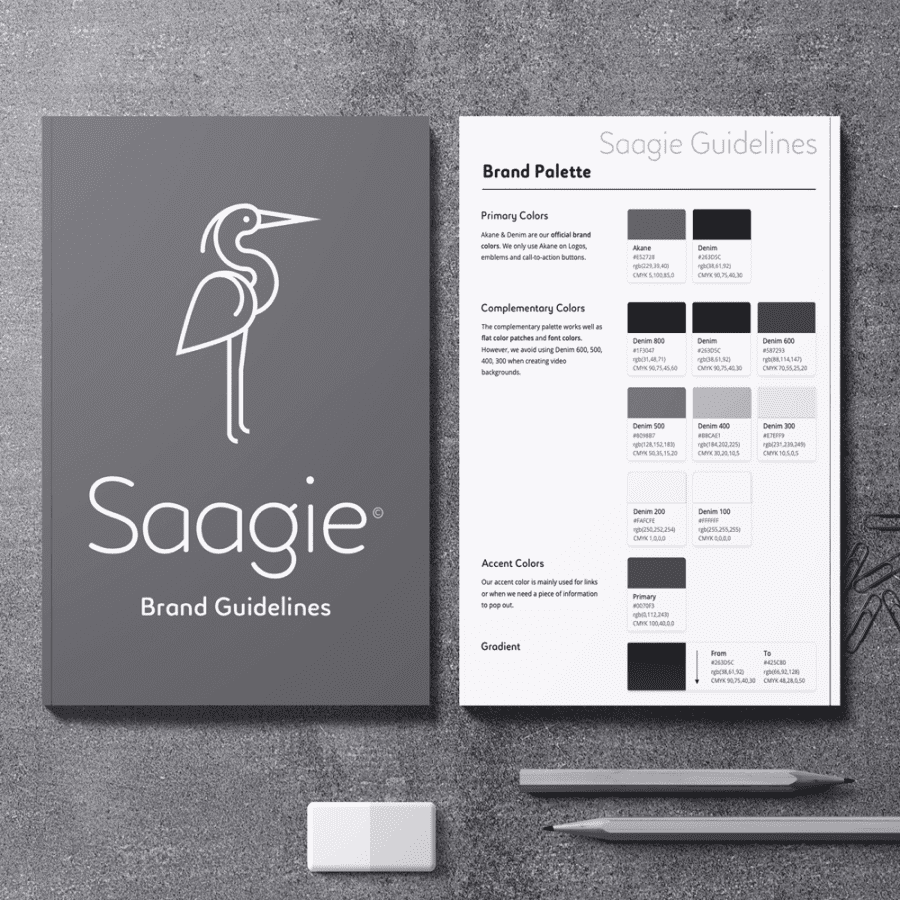 Saagie©
Brand Guidelines
Saagie Guidelines
Brand Palette
Primary Colors
Akane & Denim are our official brand
colors. We only use Akane on Logos,
emblems and call-to-action buttons.
Akane
#E52728
rgb(229,39,40)
CMYK 5,100,85,0
Denim
#263D5C
rgb(38,61,92)
CMYK 90,75,40,30
Complementary Colors
The complementary palette works well as
flat color patches and font colors.
However, we avoid using Denim 600, 500,
400, 300 when creating video
backgrounds.
Denim 800
#1F3047
rgb(31,48,71)
CMYK 90,75,45,60
Denim
#263D5C
rgb(38,61,92)
CMYK 90,75,40,30
Denim 600
#587293
rgb(88,114,147)
CMYK 70,55,25,20
Denim 500
#8098B7
rgb(128,152,183)
CMYK 50,35,15,20
Denim 400
#B8CAE1
rgb(184,202,225)
CMYK 30,20,10,5
Denim 300
#E7EFF9
rgb(231,239,249)
CMYK 10,5,0,5
Denim 200
#FAFCFE
rgb(250,252,254)
CMYK 1,0,0,0
Denim 100
#FFFFFF
rgb(255,255,255)
CMYK 0,0,0,0
Accent Colors
Our accent color is mainly used for links
or when we need a piece of information
to pop out.
Primary
#0070F3
rgb(0,112,243)
CMYK 100,40,0,0
Gradient
From
#263D5C
rgb(38,61,92)
CMYK 90,75,40,30
To
#425C80
rgb(66,92,128)
CMYK 48,28,0,50